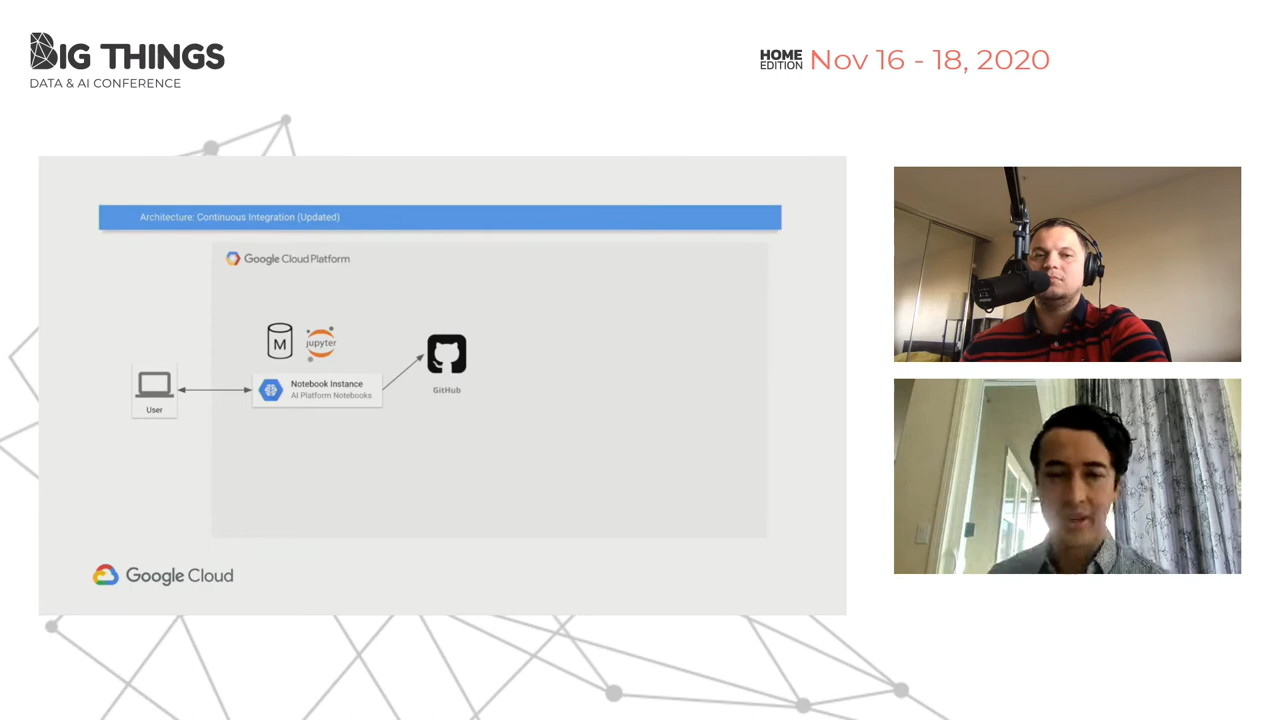 BIG THINGS
DATA & AI CONFERENCE
HOME
EDITION
Nov 16 - 18, 2020
Architecture: Continuous Integration (Updated)
Google Cloud Platform
M
jupyter
Notebook Instance
AI Platform Notebooks
GitHub
User
Google Cloud